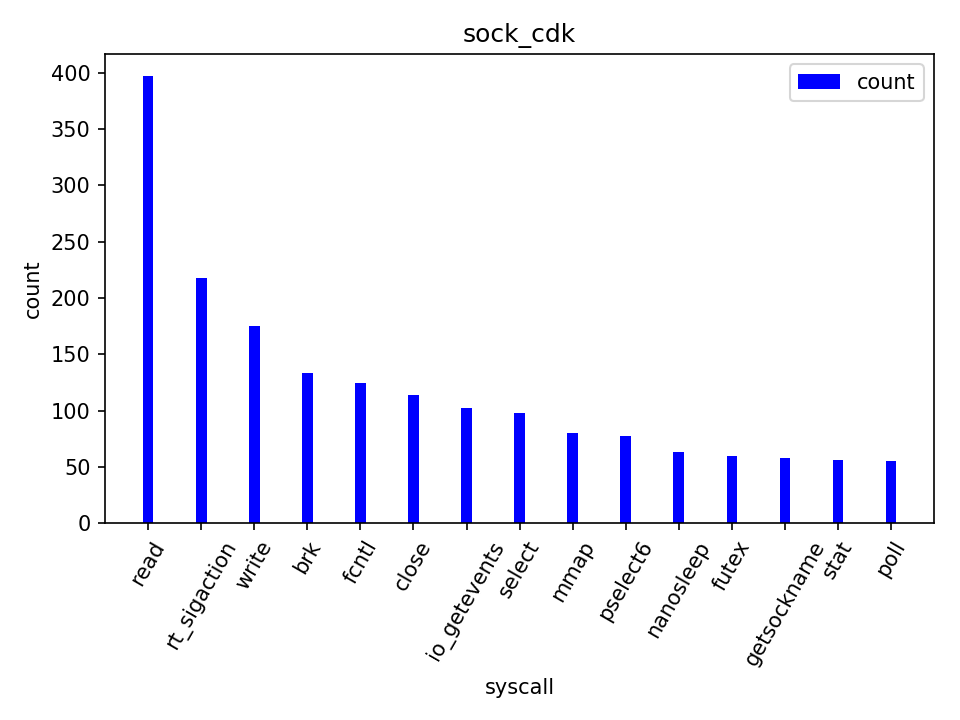 sock_cdk
count
count
400
350
300
250
200
150
100
50
0
read
rt_sigaction
write
brk
fcntl
close
io_getevents
select
mmap
pselect6
nanosleep
futex
getsockname
stat
poll
syscall